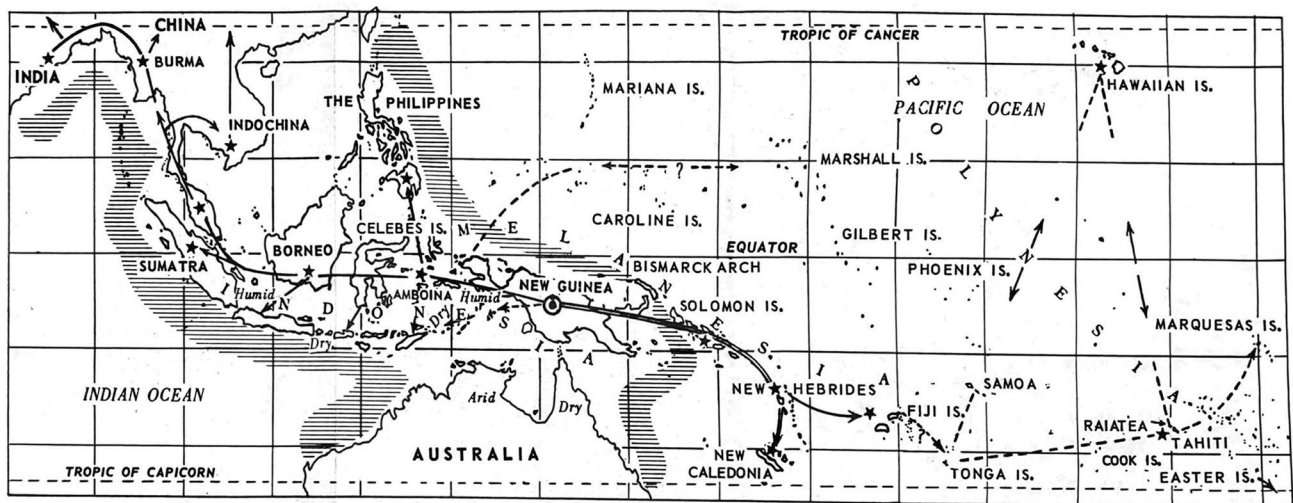 CHINA
TROPIC OF CANCER
INDIA
BURMA
HAWAIIAN IS.
THE PHILIPPINES
MARIANA IS.
PACIFIC OCEAN
INDOCHINA
MARSHALL IS.
?
CAROLINE IS.
CELEBES IS.
GILBERT IS.
BORNEO
EQUATOR
SUMATRA
BISMARCK ARCH
PHOENIX IS.
Humid
AMBOINA
Humid
NEW GUINEA
SOLOMON IS.
INDONESIA
MELANESIA
POLYNESIA
Dry
Dry
MARQUESAS IS.
INDIAN OCEAN
Arid
Dry
NEW HEBRIDES
SAMOA
FIJI IS.
RAIATEA
TAHITI
AUSTRALIA
NEW
CALEDONIA
TONGA IS.
COOK IS.
EASTER IS.
TROPIC OF CAPICORN